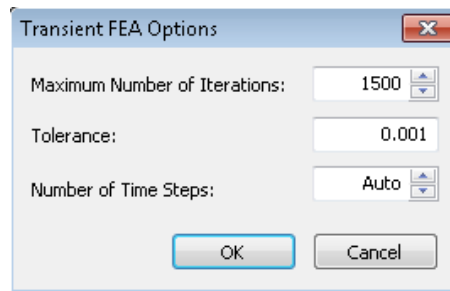 Transient FEA Options
Maximum Number of Iterations: 1500
Tolerance: 0.001
Number of Time Steps: Auto
OK Cancel